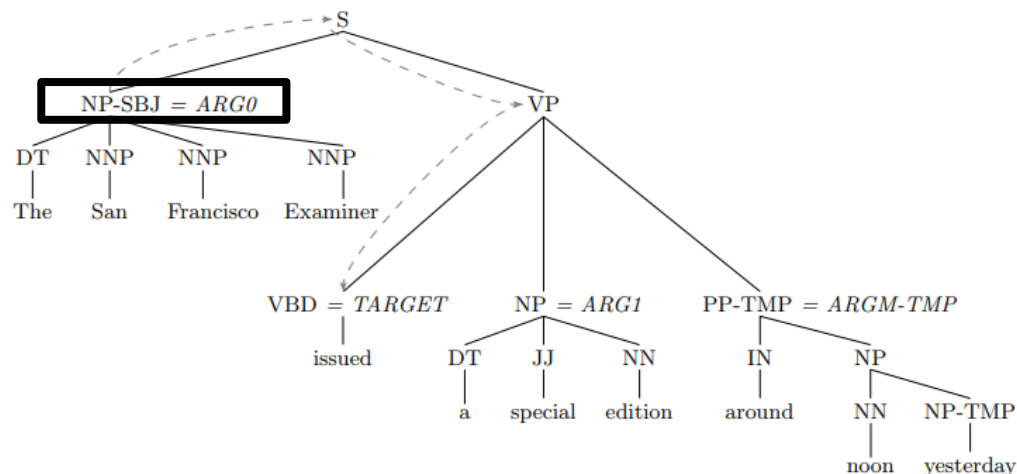 S
NP-SBJ = ARG0
VP
DT NNP NNP NNP
The San Francisco Examiner
VBD = TARGET NP = ARG1 PP-TMP = ARGM-TMP
issued DT JJ NN IN NP
a special edition around NN NP-TMP
noon yesterday